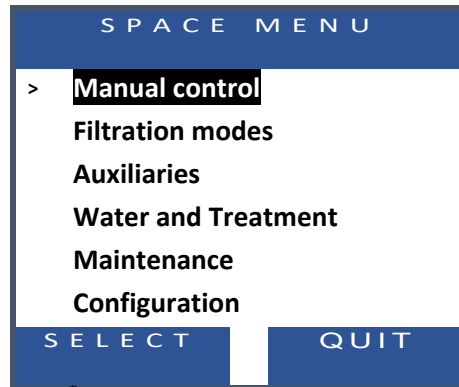 SPACE MENU
> Manual control
Filtration modes
Auxiliaries
Water and Treatment
Maintenance
Configuration
SELECT QUIT